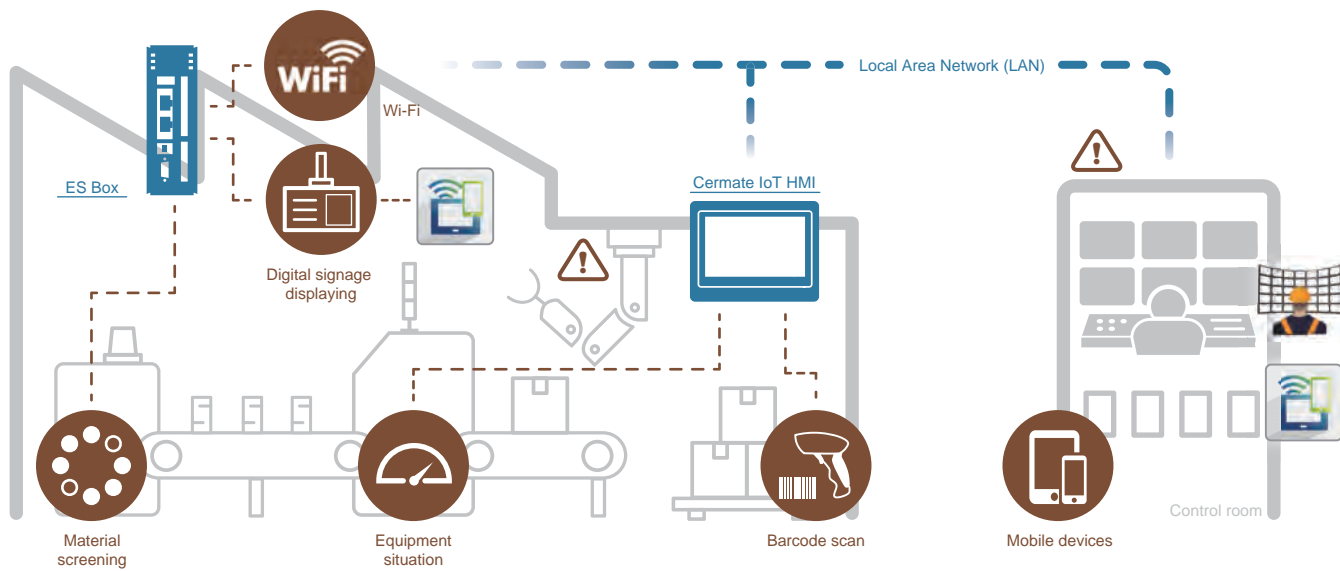 WiFi
Wi-Fi
Local Area Network (LAN)
ES Box
Cermate IoT HMI
Digital signage
displaying
Control room
Material
screening
Equipment
situation
Barcode scan
Mobile devices